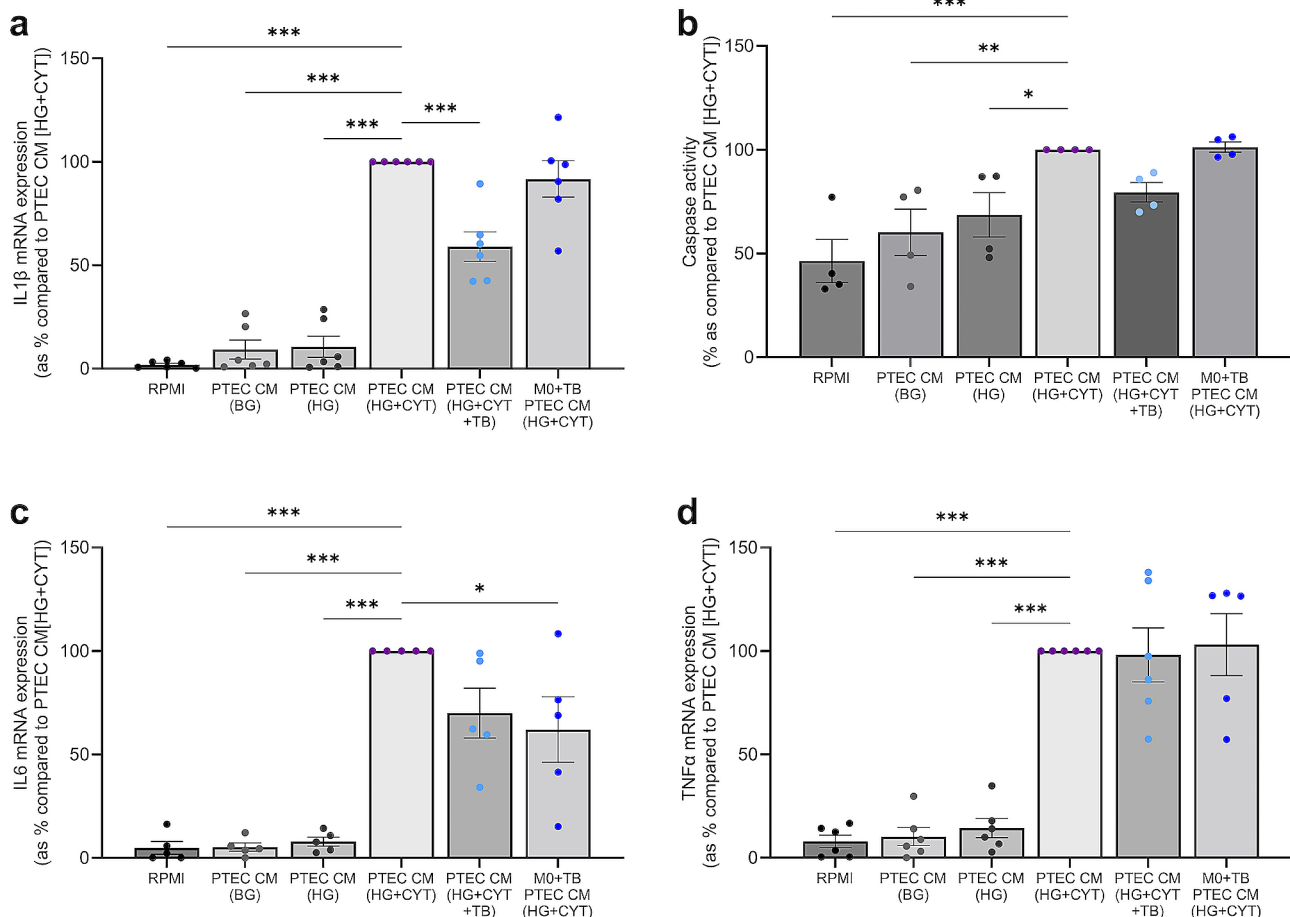 a
***
***
***
***
IL1β mRNA expression
(as % compared to PTEC CM [HG+CYT])
150
100
50
0
RPMI
PTEC CM
(BG)
PTEC CM
(HG)
PTEC CM
(HG+CYT)
PTEC CM
(HG+CYT
+TB)
M0+TB
PTEC CM
(HG+CYT)
b
***
**
*
Caspase activity
(% as compared to PTEC CM [HG+CYT])
150
100
50
0
RPMI
PTEC CM
(BG)
PTEC CM
(HG)
PTEC CM
(HG+CYT)
PTEC CM
(HG+CYT
+TB)
M0+TB
PTEC CM
(HG+CYT)
c
***
***
***
*
IL6 mRNA expression
(as % compared to PTEC CM[HG+CYT])
150
100
50
0
RPMI
PTEC CM
(BG)
PTEC CM
(HG)
PTEC CM
(HG+CYT)
PTEC CM
(HG+CYT
+TB)
M0+TB
PTEC CM
(HG+CYT)
d
***
***
***
TNFα mRNA expression
(as % compared to PTEC CM [HG+CYT])
150
100
50
0
RPMI
PTEC CM
(BG)
PTEC CM
(HG)
PTEC CM
(HG+CYT)
PTEC CM
(HG+CYT
+TB)
M0+TB
PTEC CM
(HG+CYT)